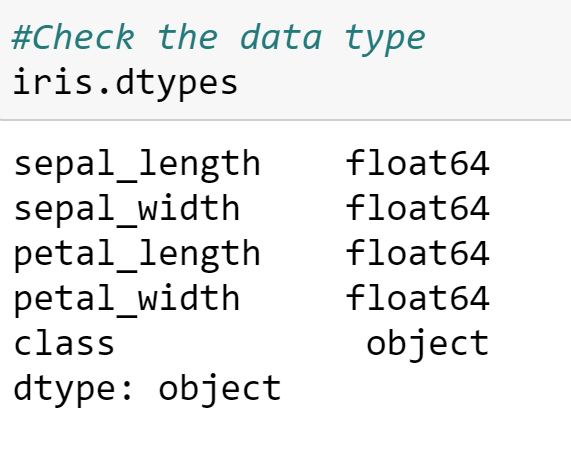 #Check the data type
iris.dtypes
sepal_length    float64
sepal_width     float64
petal_length    float64
petal_width     float64
class            object
dtype: object